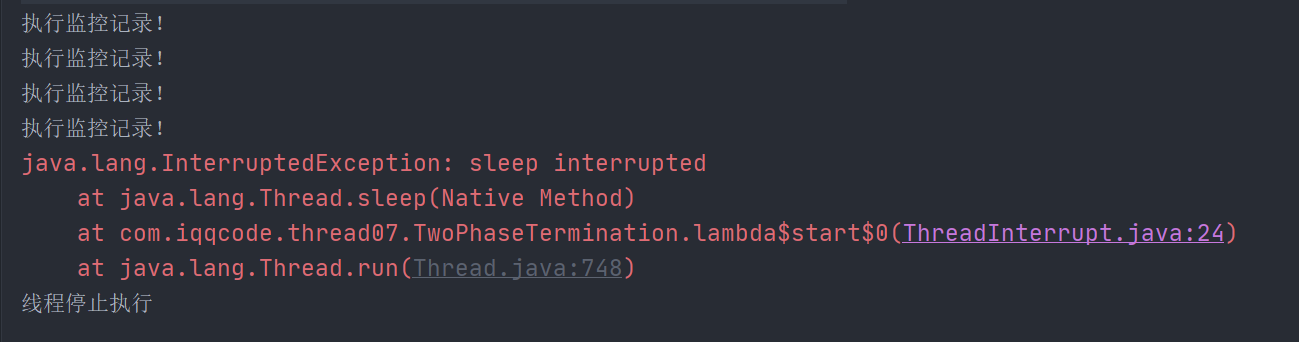 执行监控记录！
执行监控记录！
执行监控记录！
执行监控记录！
java.lang.InterruptedException: sleep interrupted
    at java.lang.Thread.sleep(Native Method)
    at com.iqqcode.thread07.TwoPhaseTermination.lambda$start$0(ThreadInterrupt.java:24)
    at java.lang.Thread.run(Thread.java:748)
线程停止执行